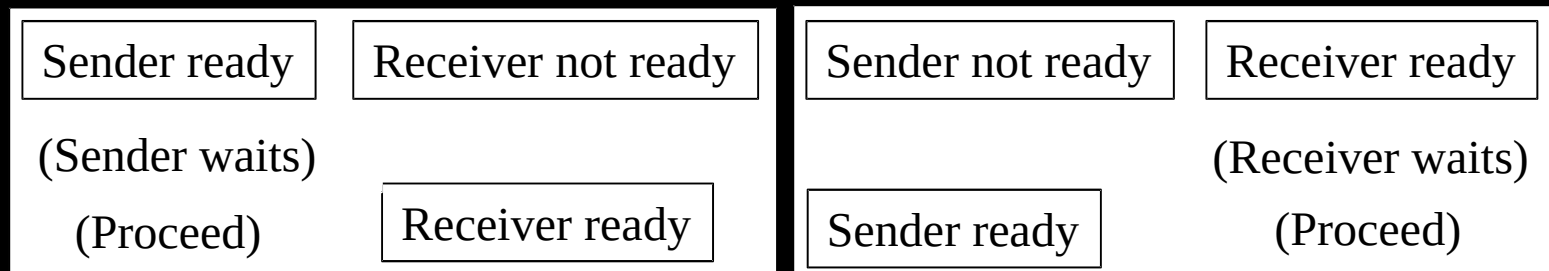 Sender ready
Receiver not ready
(Sender waits)
Receiver ready
(Proceed)
Sender not ready
Receiver ready
(Receiver waits)
Sender ready
(Proceed)